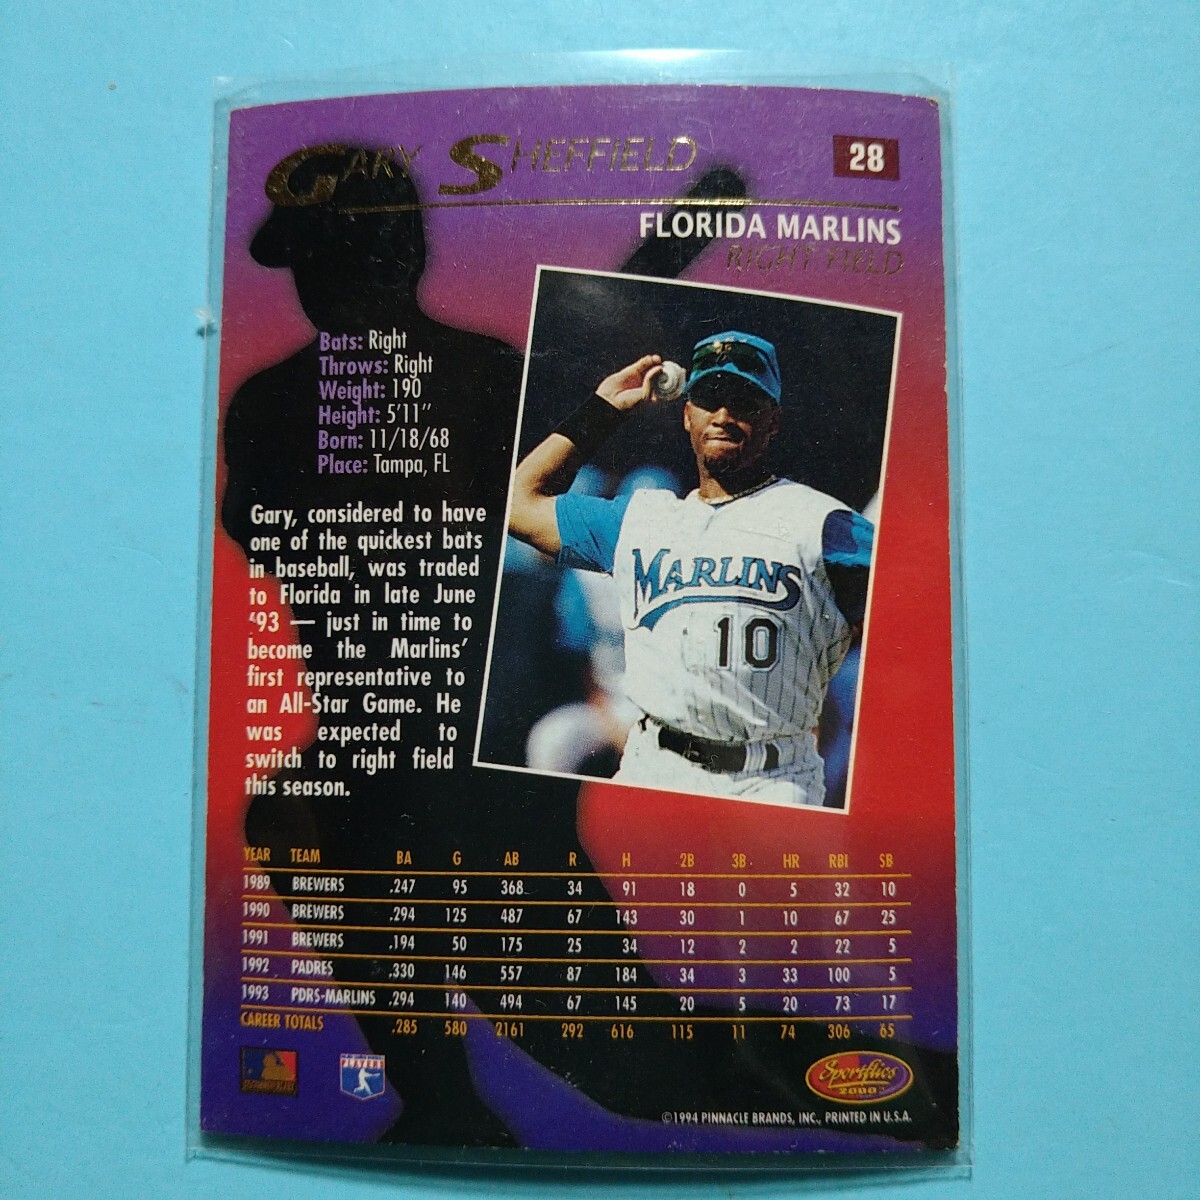 GARY SHEFFIELD
28
FLORIDA MARLINS
RIGHT FIELD
Bats: Right
Throws: Right
Weight: 190
Height: 5'11"
Born: 11/18/68
Place: Tampa, FL
Gary, considered to have
one of the quickest bats
in baseball, was traded
to Florida in late June
'93 — just in time to
become the Marlins'
first representative to
an All-Star Game. He
was expected to
switch to right field
this season.
MARLINS
10
YEAR TEAM BA G AB R H 2B 3B HR RBI SB
1989 BREWERS .247 95 368 34 91 18 0 5 32 10
1990 BREWERS .294 125 487 67 143 30 1 10 67 25
1991 BREWERS .194 50 175 25 34 12 2 2 22 5
1992 PADRES .330 146 557 87 184 34 3 33 100 5
1993 PDRS-MARLINS .294 140 494 67 145 20 5 20 73 17
CAREER TOTALS .285 580 2161 292 616 115 11 74 306 65
PLAYERS
Sportflics
2000
©1994 PINNACLE BRANDS, INC., PRINTED IN U.S.A.